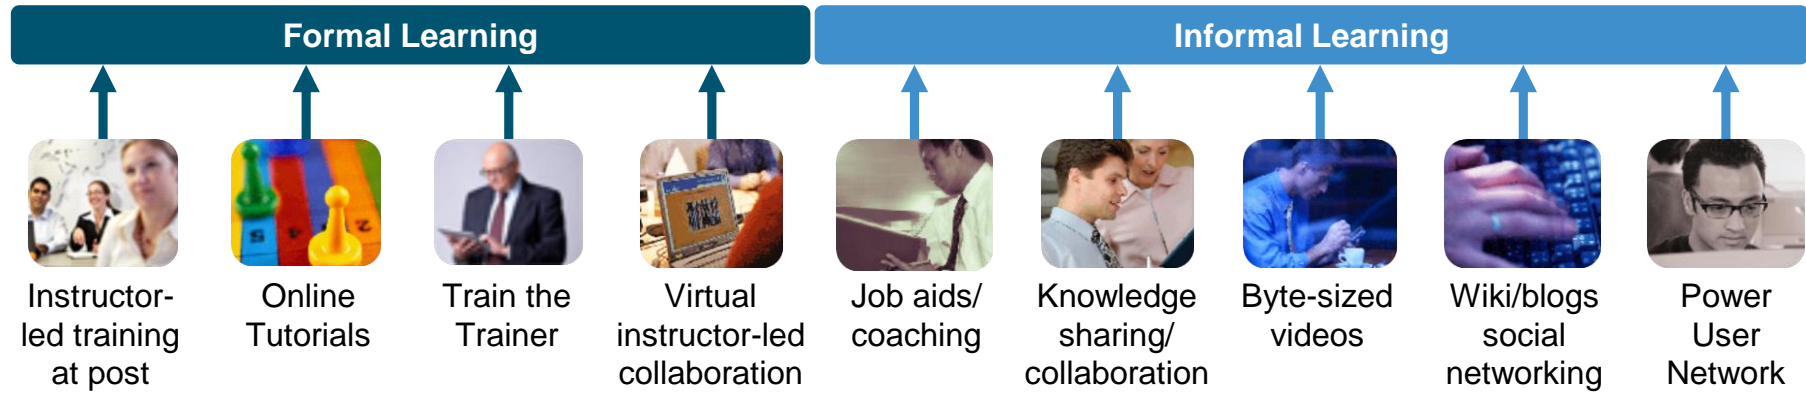 Formal Learning
Informal Learning
Instructor-
led training
at post
Online
Tutorials
Train the
Trainer
Virtual
instructor-led
collaboration
Job aids/
coaching
Knowledge
sharing/
collaboration
Byte-sized
videos
Wiki/blogs
social
networking
Power
User
Network